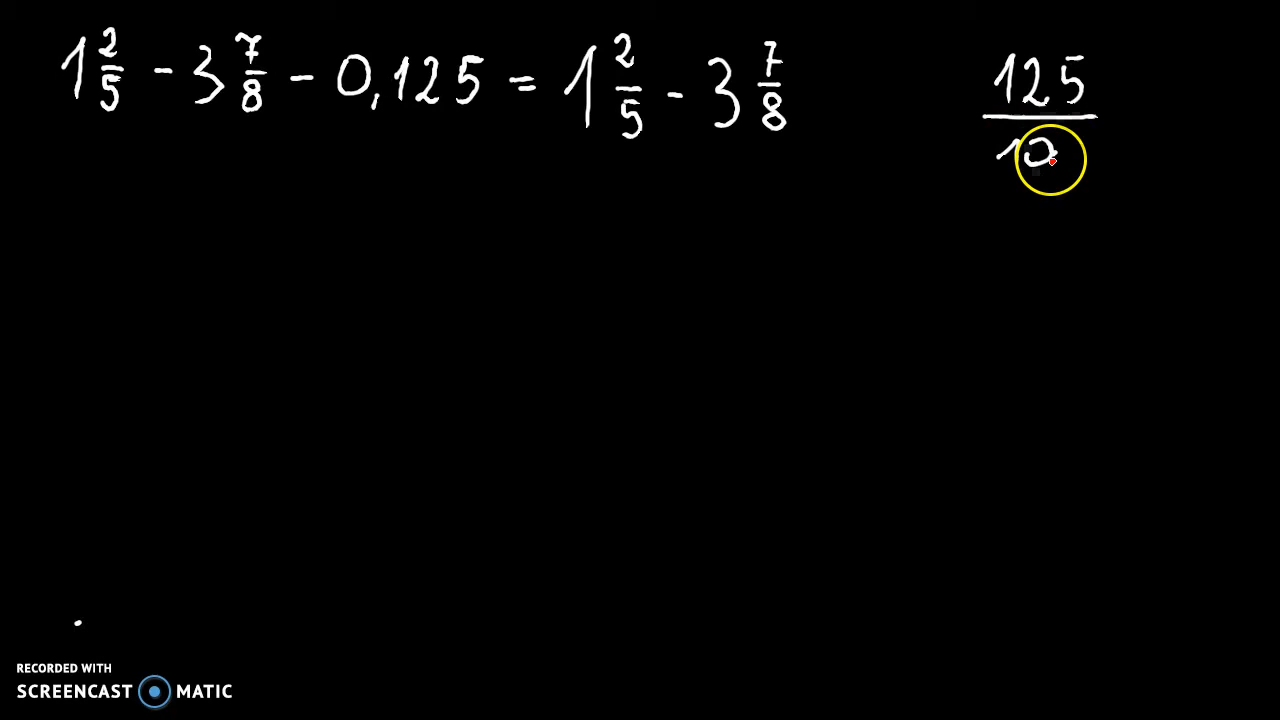 1 2/5 - 3 7/8 - 0,125 = 1 2/5 - 3 7/8
125/10
RECORDED WITH
SCREENCAST MATIC